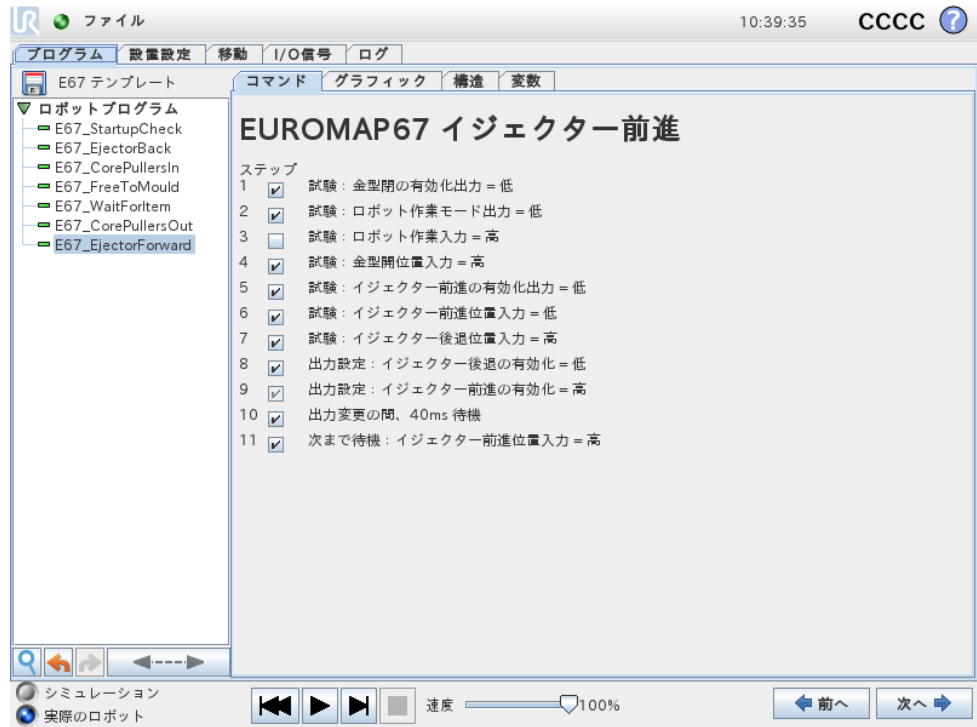 UR ファイル 10:39:35 CCCC ?
プログラム 設置設定 移動 I/O信号 ログ
E67 テンプレート
コマンド グラフィック 構造 変数
ロボットプログラム
E67_StartupCheck
E67_EjectorBack
E67_CorePullersIn
E67_FreeToMould
E67_WaitForItem
E67_CorePullersOut
E67_EjectorForward
EUROMAP67 イジェクター前進
ステップ
1 試験：金型閉の有効化出力 = 低
2 試験：ロボット作業モード出力 = 低
3 試験：ロボット作業入力 = 高
4 試験：金型開位置入力 = 高
5 試験：イジェクター前進の有効化出力 = 低
6 試験：イジェクター前進位置入力 = 低
7 試験：イジェクター後退位置入力 = 高
8 出力設定：イジェクター後退の有効化 = 低
9 出力設定：イジェクター前進の有効化 = 高
10 出力変更の間、40ms 待機
11 次まで待機：イジェクター前進位置入力 = 高
シミュレーション
実際のロボット
速度 100%
前へ 次へ